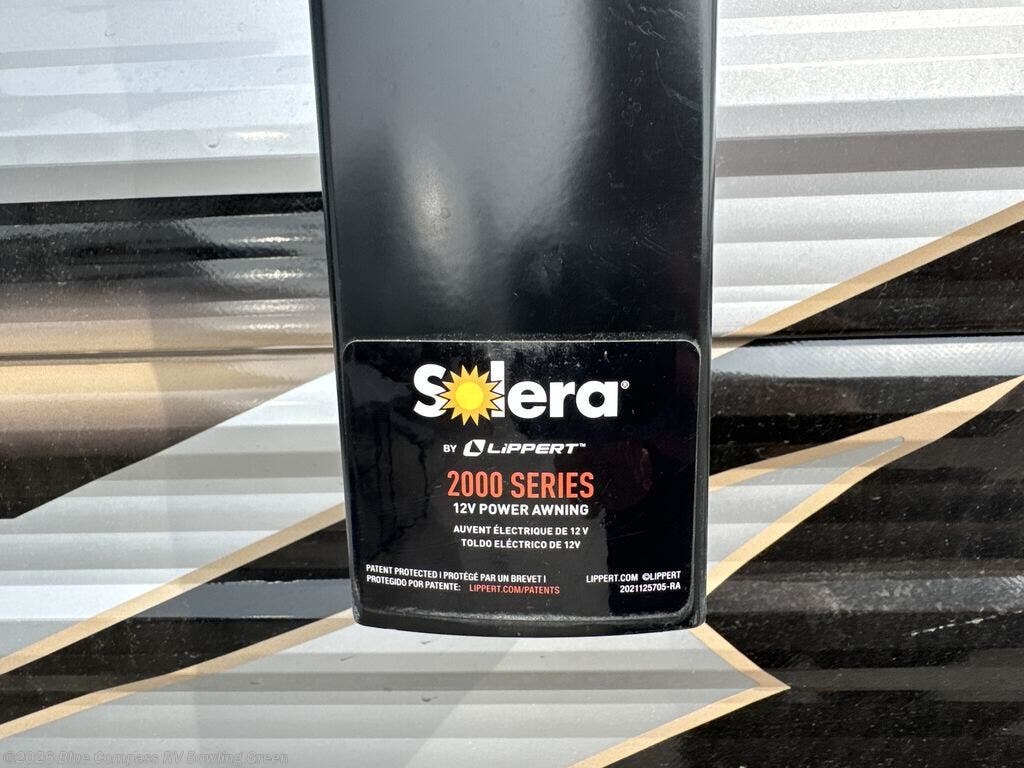 Solera®
BY LIPPERT™
2000 SERIES
12V POWER AWNING
AUVENT ÉLECTRIQUE DE 12 V
TOLDO ELÉCTRICO DE 12V
PATENT PROTECTED | PROTÉGÉ PAR UN BREVET |
PROTEGIDO POR PATENTE: LIPPERT.COM/PATENTS
LIPPERT.COM ©LIPPERT
2021125705-RA
©2026 Blue Compass RV Bowling Green